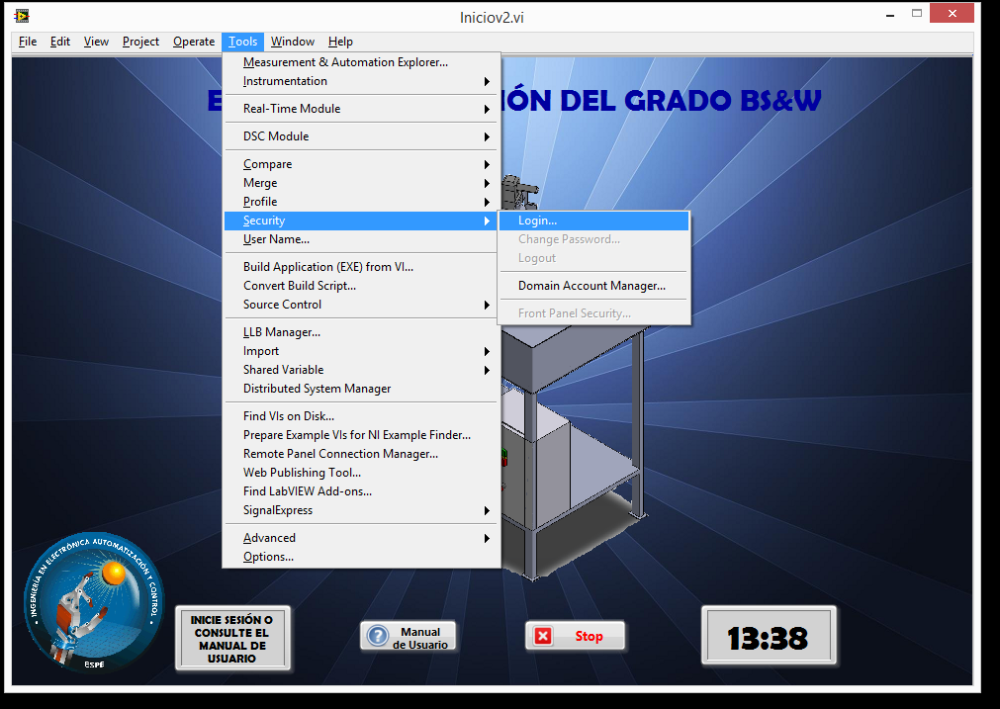 Iniciov2.vi
File Edit View Project Operate Tools Window Help
IÓN DEL GRADO BS&W
Measurement & Automation Explorer...
Instrumentation
Real-Time Module
DSC Module
Compare
Merge
Profile
Security
User Name...
Build Application (EXE) from VI...
Convert Build Script...
Source Control
LLB Manager...
Import
Shared Variable
Distributed System Manager
Find VIs on Disk...
Prepare Example VIs for NI Example Finder...
Remote Panel Connection Manager...
Web Publishing Tool...
Find LabVIEW Add-ons...
SignalExpress
Advanced
Options...
Login...
Change Password...
Logout
Domain Account Manager...
Front Panel Security...
INGENIERÍA EN ELECTRÓNICA AUTOMATIZACIÓN Y CONTROL
ESPE
INICIE SESIÓN O
CONSULTE EL
MANUAL DE
USUARIO
Manual
de Usuario
Stop
13:38